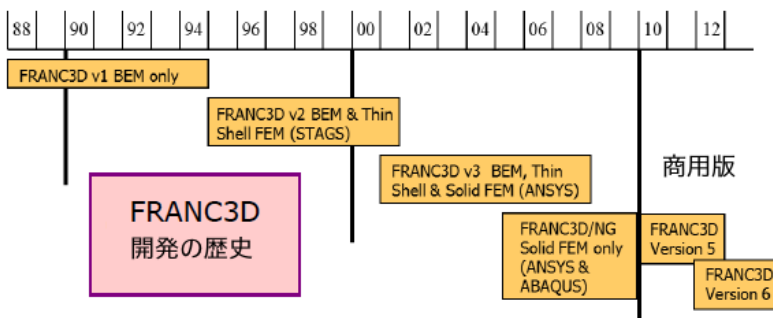 88 90 92 94 96 98 00 02 04 06 08 10 12
FRANC3D v1 BEM only
FRANC3D v2 BEM & Thin
Shell FEM (STAGS)
FRANC3D v3 BEM, Thin
Shell & Solid FEM (ANSYS)
商用版
FRANC3D
開発の歴史
FRANC3D/NG
Solid FEM only
(ANSYS &
ABAQUS)
FRANC3D
Version 5
FRANC3D
Version 6